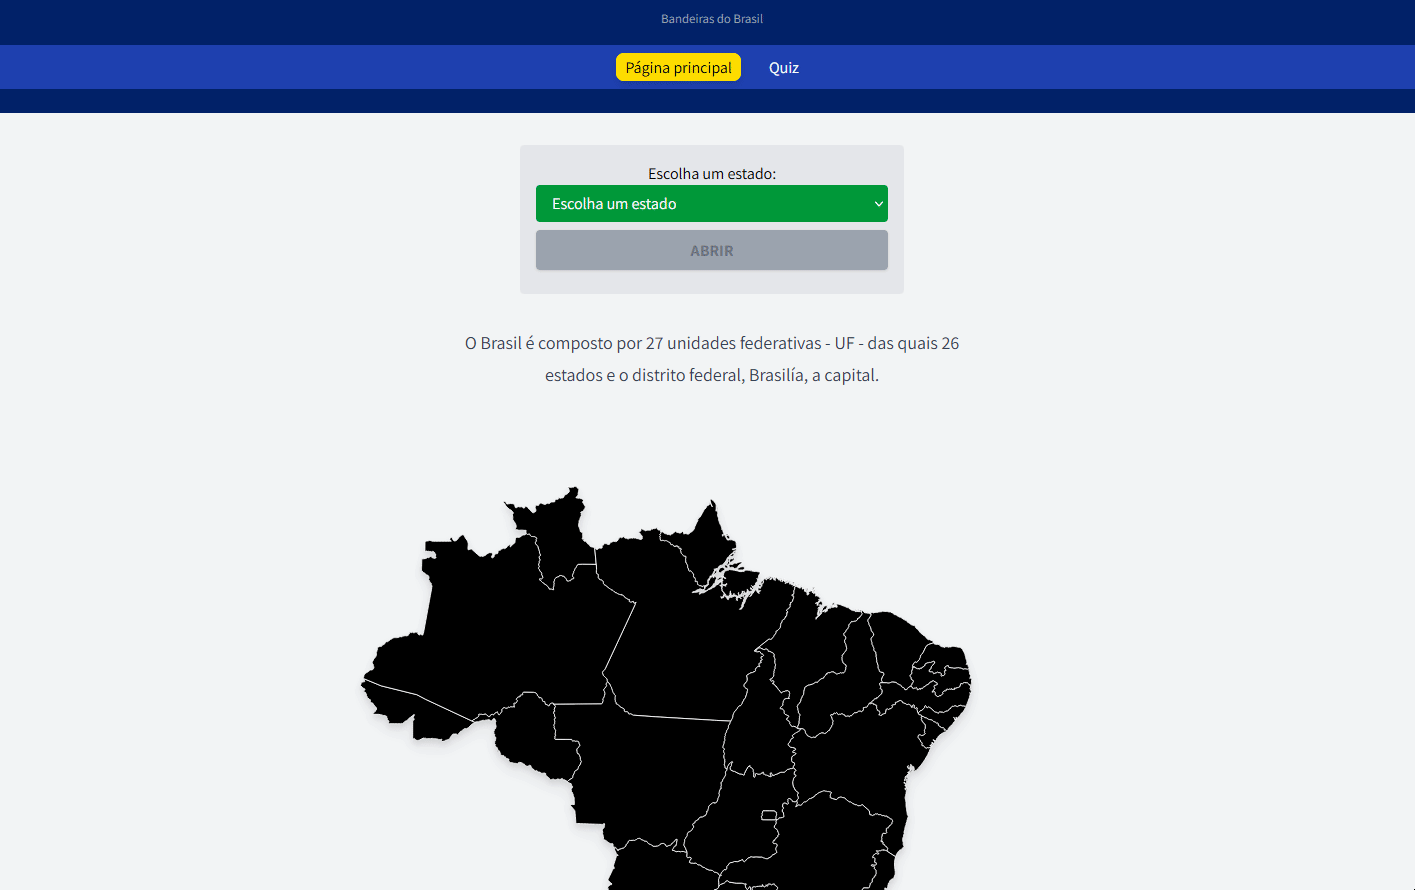 Bandeiras do Brasil
Página principal
Quiz
Escolha um estado:
Escolha um estado
ABRIR
O Brasil é composto por 27 unidades federativas - UF - das quais 26
estados e o distrito federal, Brasilía, a capital.